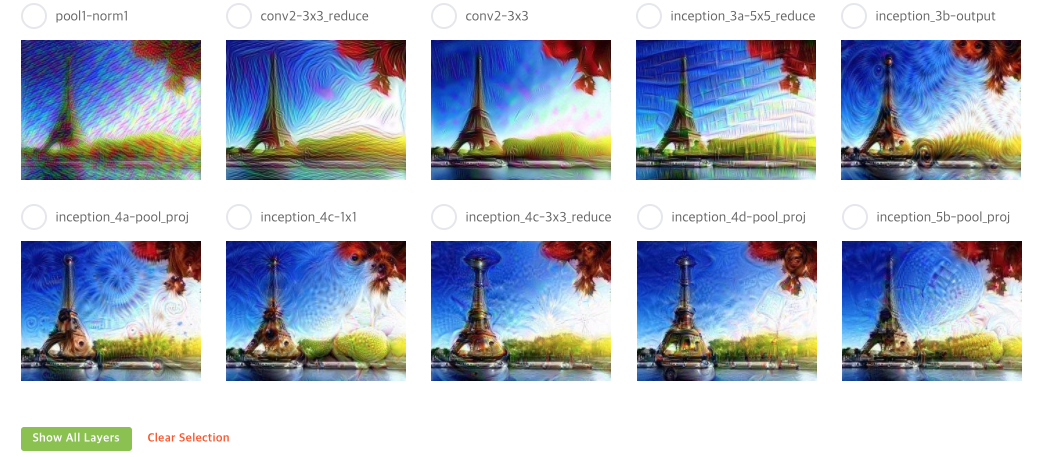 pool1-norm1
conv2-3x3_reduce
conv2-3x3
inception_3a-5x5_reduce
inception_3b-output
inception_4a-pool_proj
inception_4c-1x1
inception_4c-3x3_reduce
inception_4d-pool_proj
inception_5b-pool_proj
Show All Layers
Clear Selection